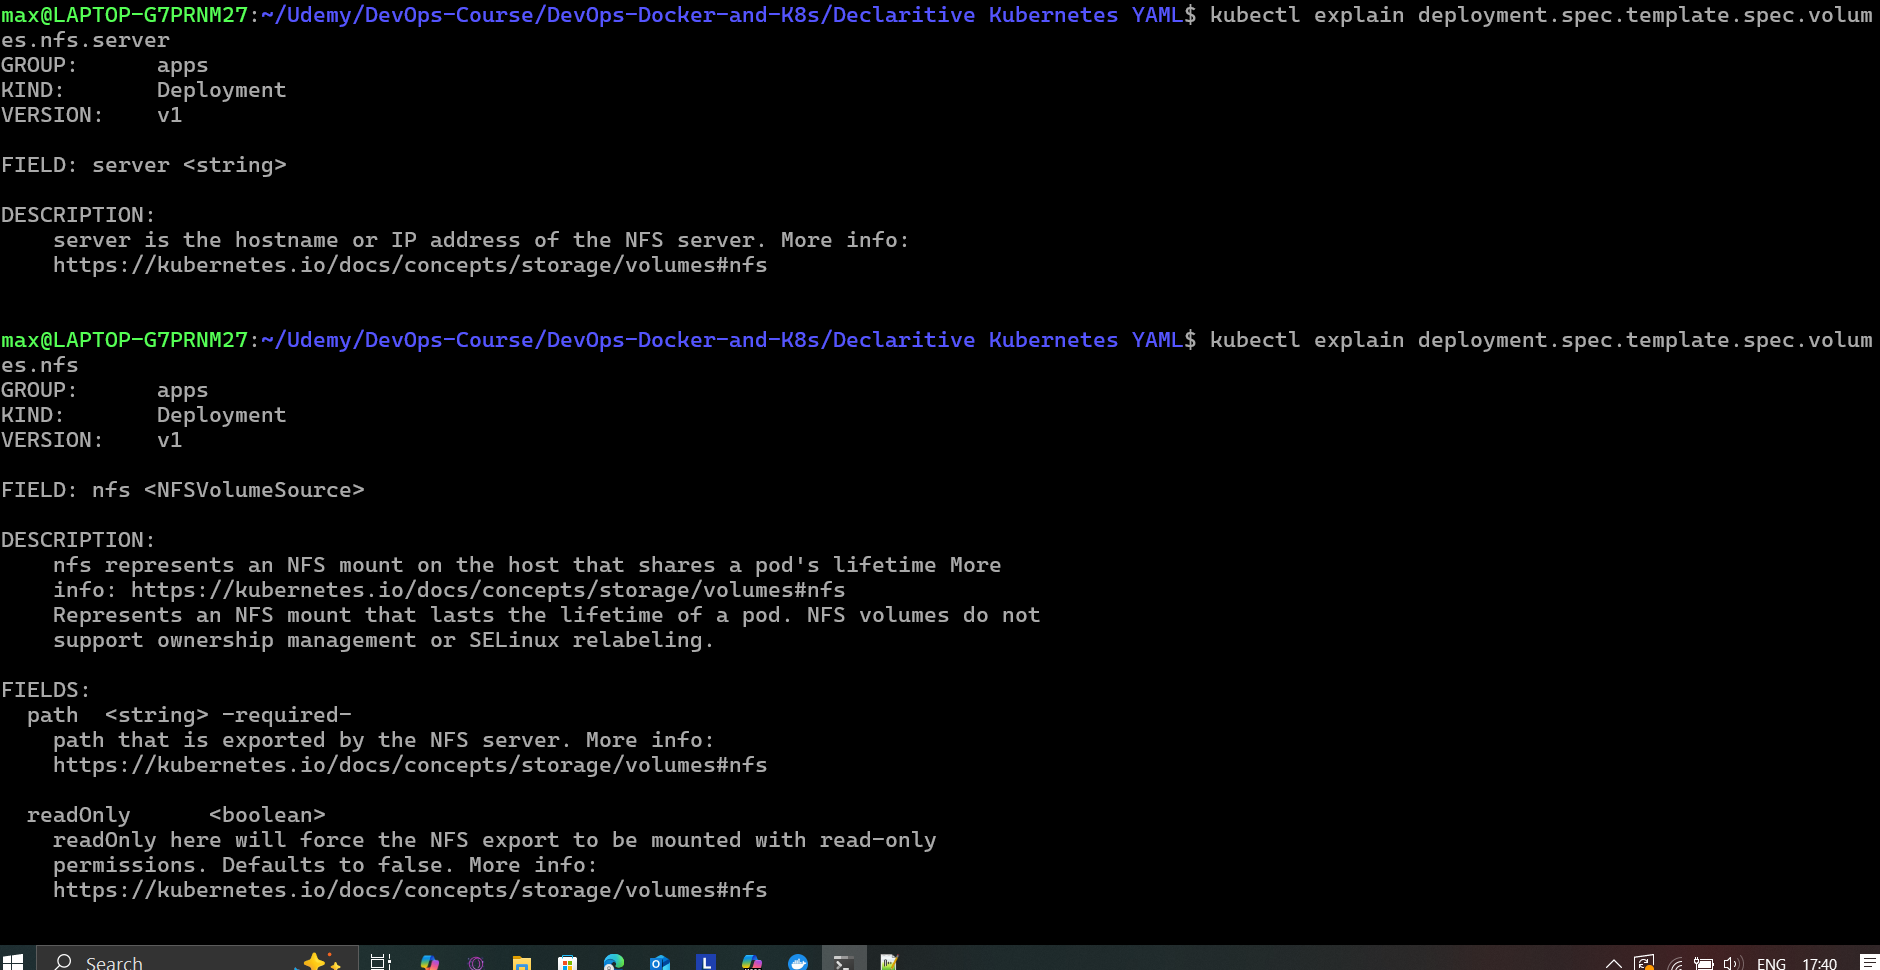 max@LAPTOP-G7PRNM27:~/Udemy/DevOps-Course/DevOps-Docker-and-K8s/Declaritive Kubernetes YAML$ kubectl explain deployment.spec.template.spec.volum
es.nfs.server
GROUP:      apps
KIND:       Deployment
VERSION:    v1
FIELD: server <string>
DESCRIPTION:
    server is the hostname or IP address of the NFS server. More info:
    https://kubernetes.io/docs/concepts/storage/volumes#nfs
max@LAPTOP-G7PRNM27:~/Udemy/DevOps-Course/DevOps-Docker-and-K8s/Declaritive Kubernetes YAML$ kubectl explain deployment.spec.template.spec.volum
es.nfs
GROUP:      apps
KIND:       Deployment
VERSION:    v1
FIELD: nfs <NFSVolumeSource>
DESCRIPTION:
    nfs represents an NFS mount on the host that shares a pod's lifetime More
    info: https://kubernetes.io/docs/concepts/storage/volumes#nfs
    Represents an NFS mount that lasts the lifetime of a pod. NFS volumes do not
    support ownership management or SELinux relabeling.
FIELDS:
  path  <string> -required-
    path that is exported by the NFS server. More info:
    https://kubernetes.io/docs/concepts/storage/volumes#nfs
  readOnly      <boolean>
    readOnly here will force the NFS export to be mounted with read-only
    permissions. Defaults to false. More info:
    https://kubernetes.io/docs/concepts/storage/volumes#nfs
Search
ENG 17:40